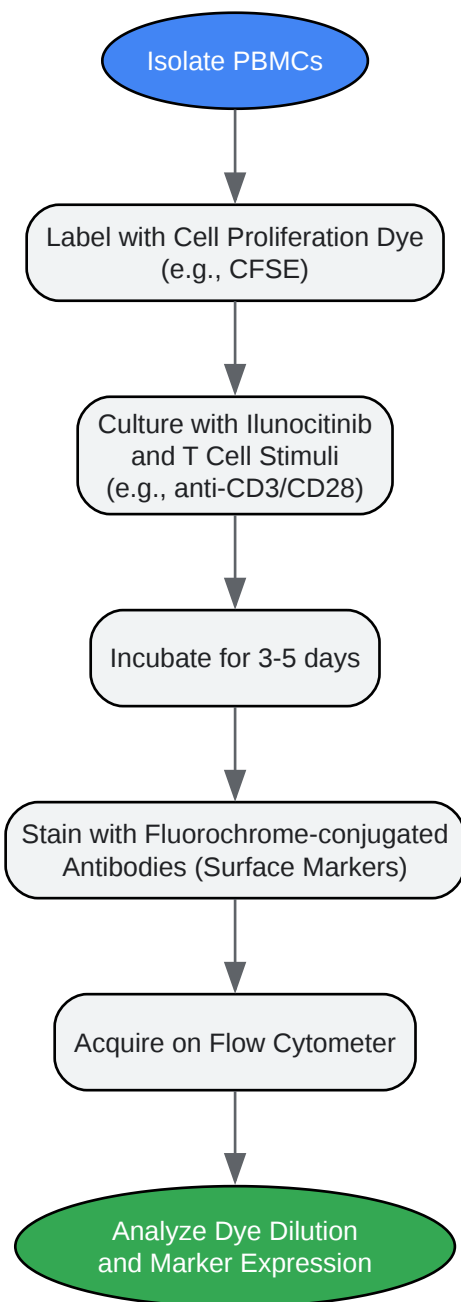 Isolate PBMCs
Label with Cell Proliferation Dye
(e.g., CFSE)
Culture with Ilunocitinib
and T Cell Stimuli
(e.g., anti-CD3/CD28)
Incubate for 3-5 days
Stain with Fluorochrome-conjugated
Antibodies (Surface Markers)
Acquire on Flow Cytometer
Analyze Dye Dilution
and Marker Expression